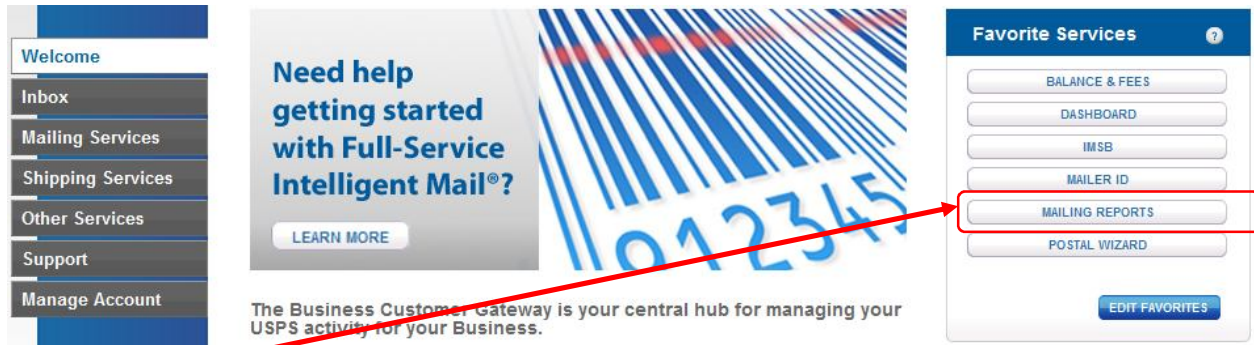 Welcome
Inbox
Mailing Services
Shipping Services
Other Services
Support
Manage Account
Need help
getting started
with Full-Service
Intelligent Mail®?
LEARN MORE
012345
The Business Customer Gateway is your central hub for managing your
USPS activity for your Business.
Favorite Services ?
BALANCE & FEES
DASHBOARD
IMSB
MAILER ID
MAILING REPORTS
POSTAL WIZARD
EDIT FAVORITES